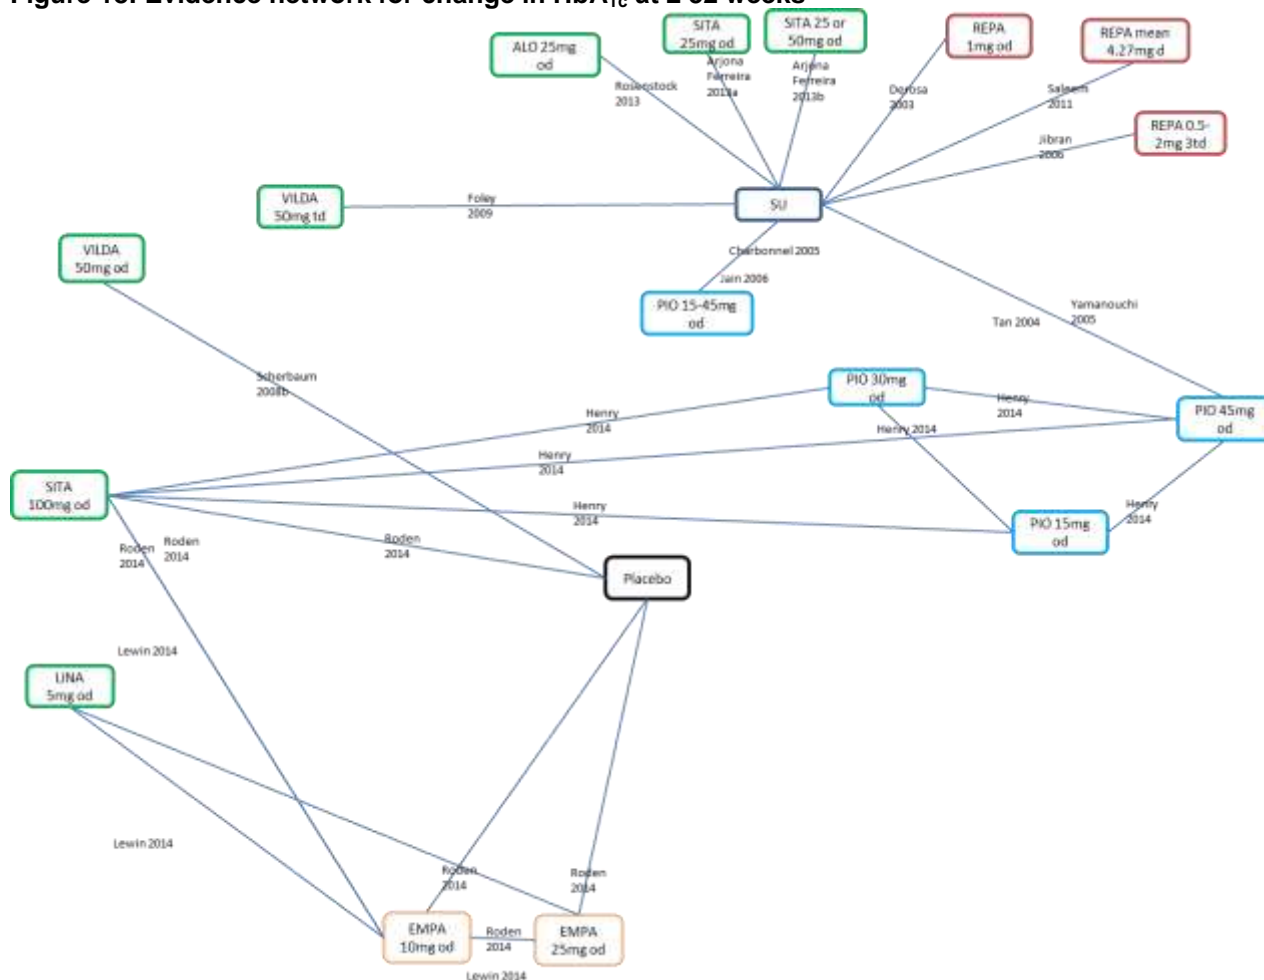 Figure 16: Evidence network for change in HbA1c at ≥ 52 weeks
SITA
25mg od
SITA 25 or
50mg od
REPA
1mg od
REPA mean
4.27mg d
ALO 25mg
od
Arjona
Ferreira
2013a
Arjona
Ferreira
2013b
Rosenstock
2013
Derosa
2003
Saleem
2011
REPA 0.5-
2mg 3td
Jibran
2006
VILDA
50mg td
Foley
2009
SU
VILDA
50mg od
Charbonnel 2005
Jain 2006
PIO 15-45mg
od
Tan 2004
Yamanouchi
2005
Scherbaum
2008b
PIO 30mg
od
Henry
2014
PIO 45mg
od
Henry
2014
Henry 2014
Henry
2014
SITA
100mg od
Henry
2014
Henry
2014
PIO 15mg
od
Roden
2014
Roden
2014
Roden
2014
Placebo
Lewin 2014
LINA
5mg od
Lewin 2014
Roden
2014
Roden
2014
EMPA
10mg od
Roden
2014
EMPA
25mg od
Lewin 2014